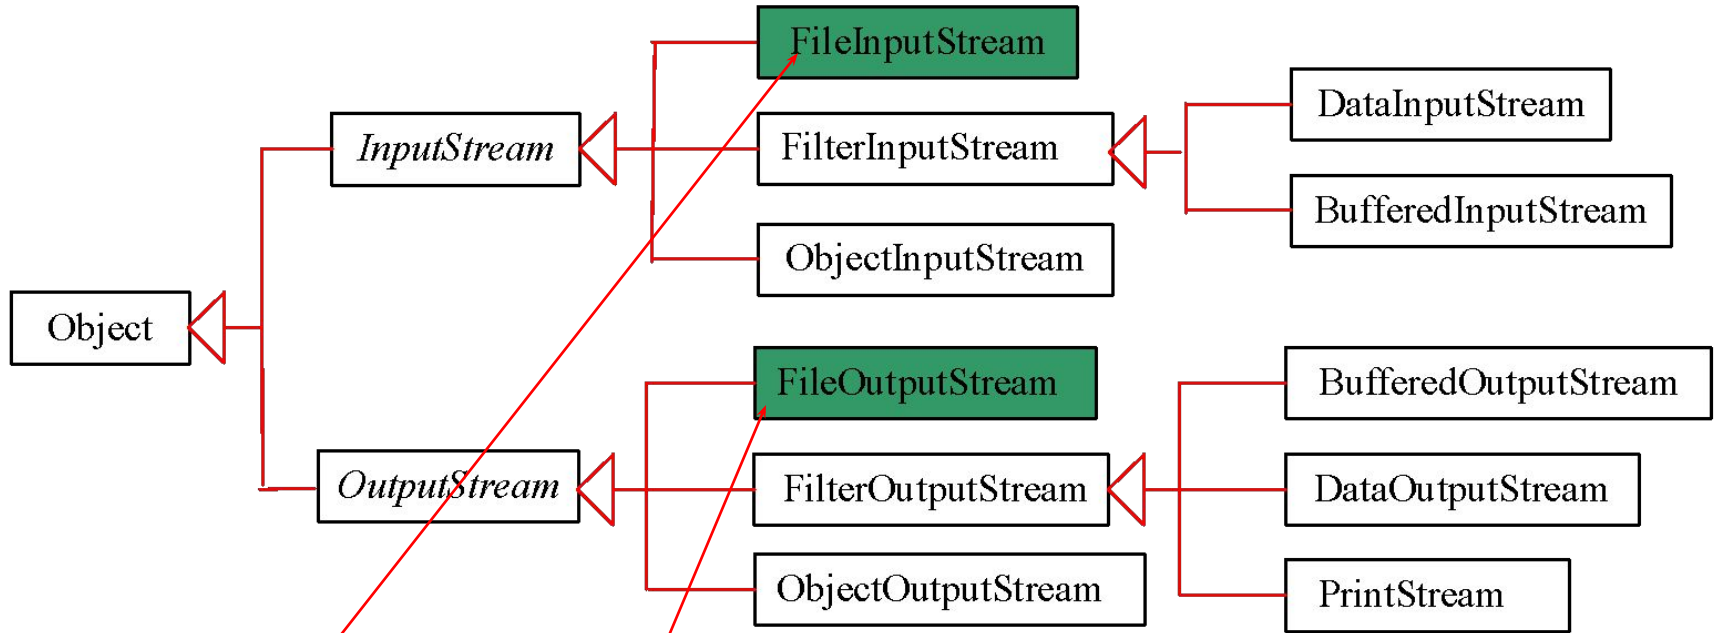 FileInputStream
DataInputStream
InputStream
FilterInputStream
BufferedInputStream
ObjectInputStream
Object
FileOutputStream
BufferedOutputStream
OutputStream
FilterOutputStream
DataOutputStream
ObjectOutputStream
PrintStream